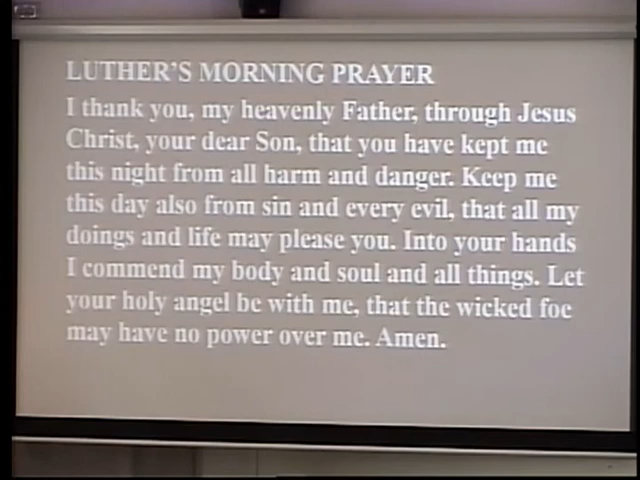 LUTHER'S MORNING PRAYER
I thank you, my heavenly Father, through Jesus
Christ, your dear Son, that you have kept me
this night from all harm and danger. Keep me
this day also from sin and every evil, that all my
doings and life may please you. Into your hands
I commend my body and soul and all things. Let
your holy angel be with me, that the wicked foe
may have no power over me. Amen.